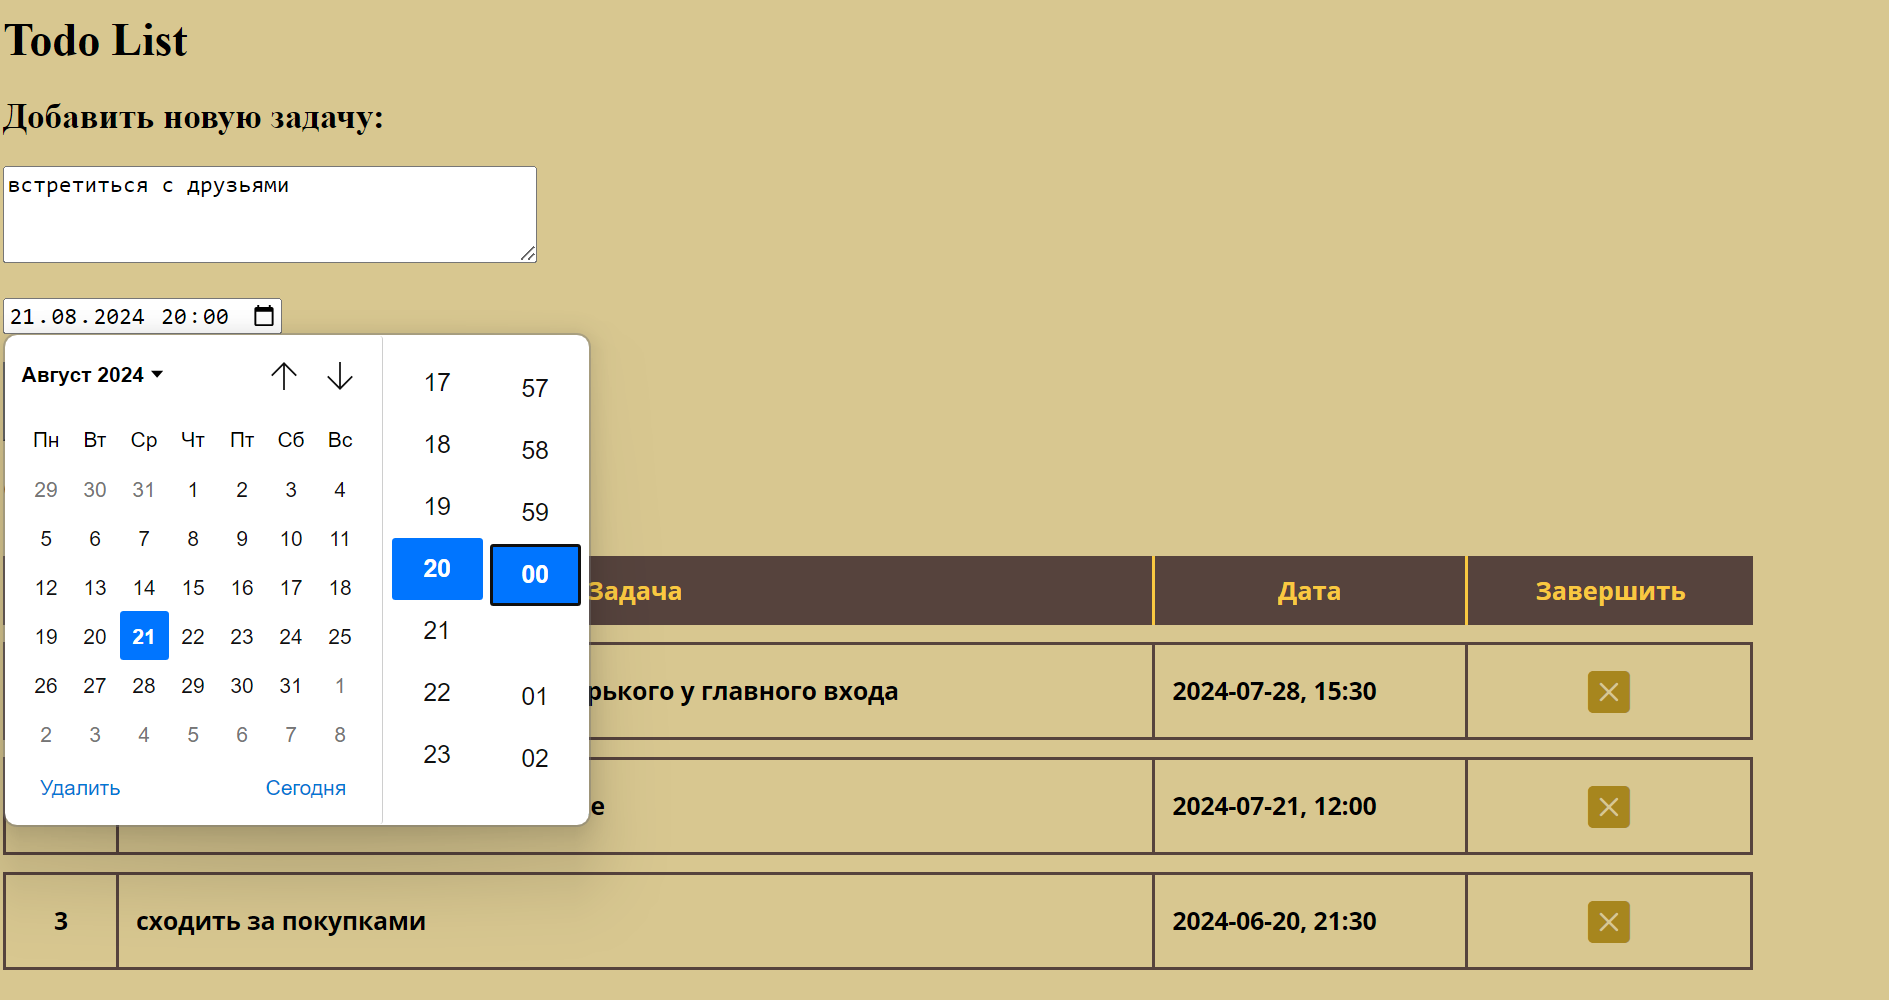 Todo List
Добавить новую задачу:
встретиться с друзьями
21.08.2024 20:00
Август 2024
Пн Вт Ср Чт Пт Сб Вс
29 30 31 1 2 3 4
5 6 7 8 9 10 11
12 13 14 15 16 17 18
19 20 21 22 23 24 25
26 27 28 29 30 31 1
2 3 4 5 6 7 8
Удалить Сегодня
17 57
18 58
19 59
20 00
21
22 01
23 02
Задача Дата Завершить
у главного входа 2024-07-28, 15:30
2024-07-21, 12:00
3 сходить за покупками 2024-06-20, 21:30